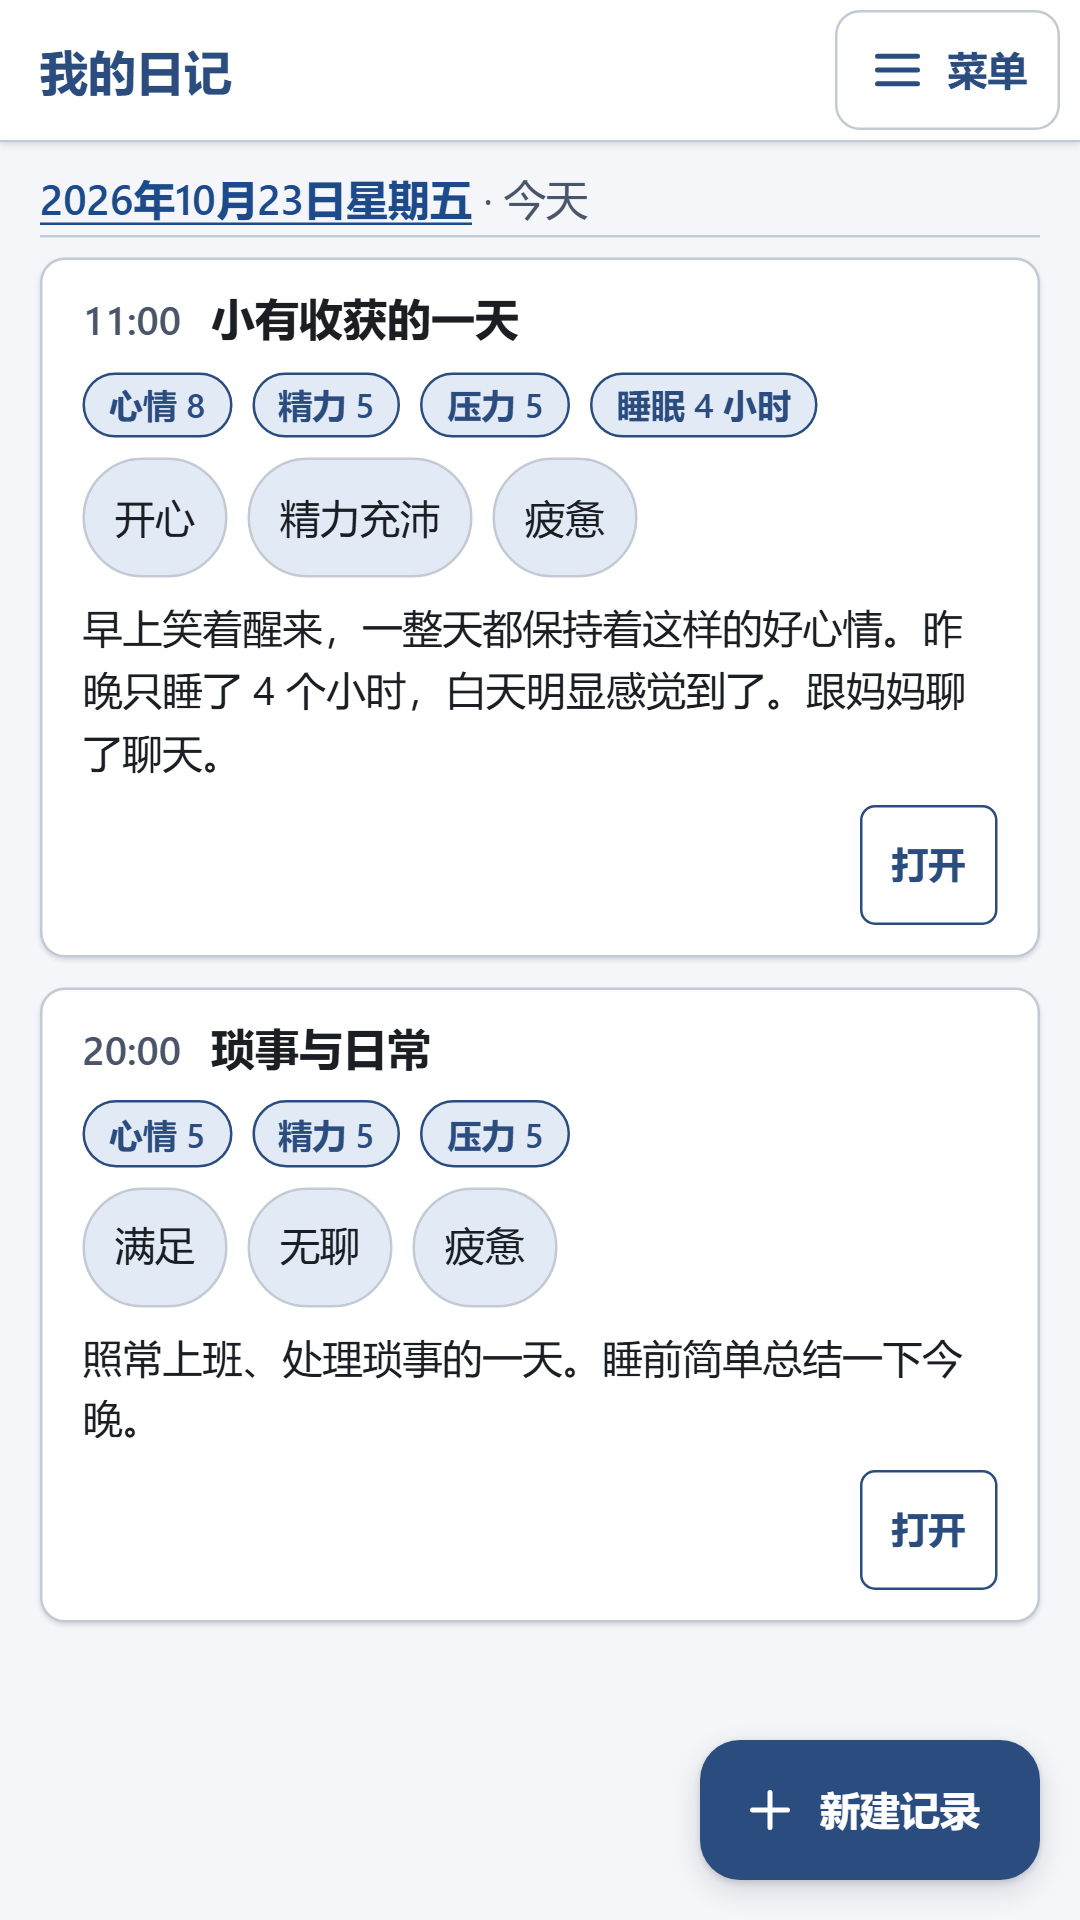 我的日记
菜单
2026年10月23日星期五 · 今天
11:00 小有收获的一天
心情 8 精力 5 压力 5 睡眠 4 小时
开心 精力充沛 疲惫
早上笑着醒来，一整天都保持着这样的好心情。昨
晚只睡了 4 个小时，白天明显感觉到了。跟妈妈聊
了聊天。
打开
20:00 琐事与日常
心情 5 精力 5 压力 5
满足 无聊 疲惫
照常上班、处理琐事的一天。睡前简单总结一下今
晚。
打开
新建记录